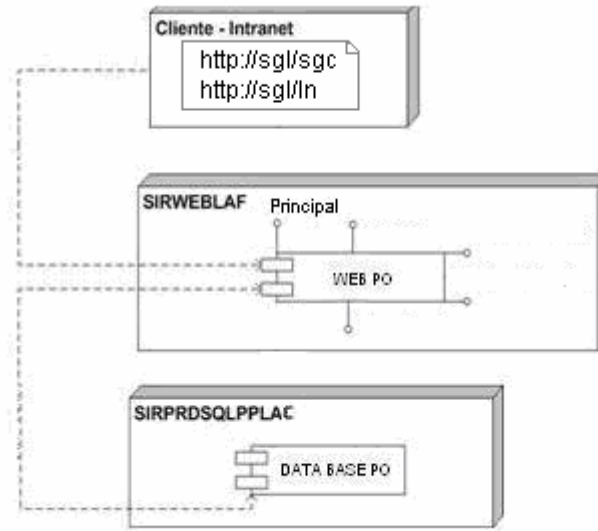 Cliente - Intranet
http://sgl/sgc
http://sgl/ln
SIRWEBLAF
Principal
WEB PO
SIRPRDSQLPPLAC
DATA BASE PO